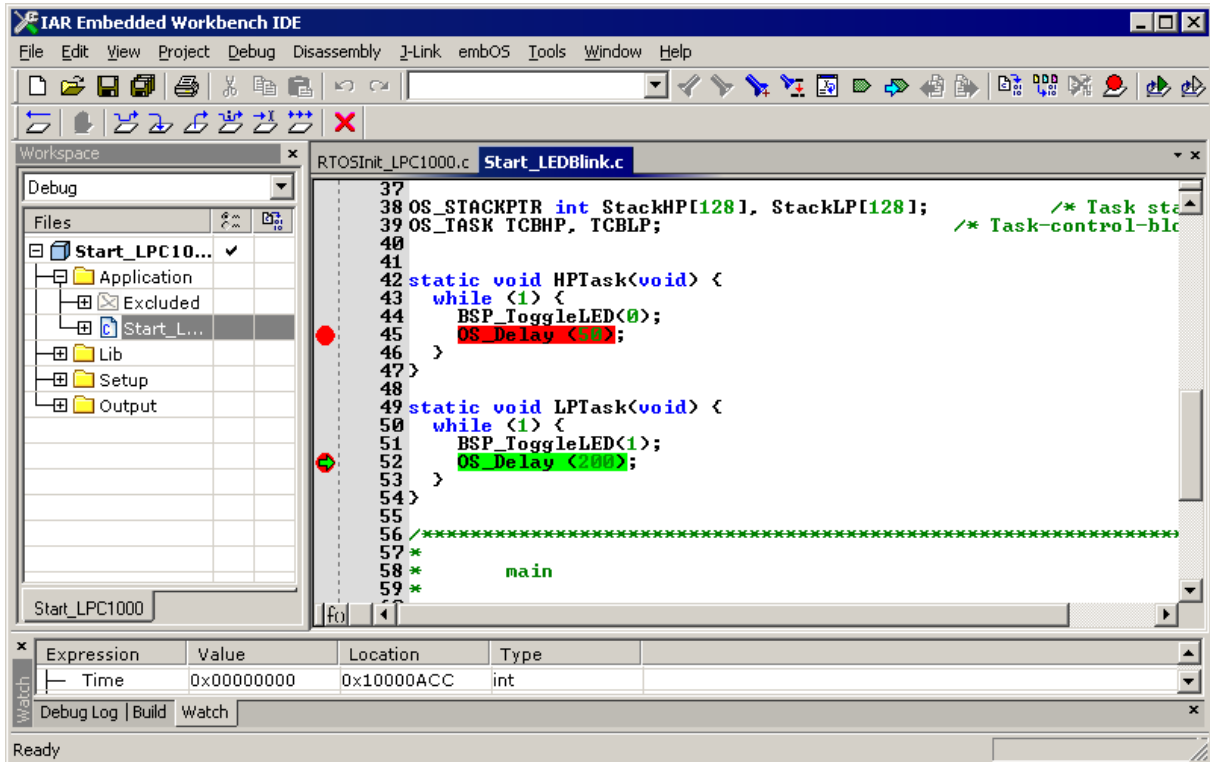 IAR Embedded Workbench IDE
File Edit View Project Debug Disassembly J-Link embOS Tools Window Help
Workspace
Debug
Files
Start_LPC10...
Application
Excluded
Start_L...
Lib
Setup
Output
Start_LPC1000
RTOSInit_LPC1000.c Start_LEDBlink.c
37
38 OS_STACKPTR int StackHP[128], StackLP[128]; /* Task sta
39 OS_TASK TCBHP, TCBLP; /* Task-control-blo
40
41
42 static void HPTask(void) {
43 while (1) {
44 BSP_ToggleLED(0);
45 OS_Delay (50);
46 }
47 }
48
49 static void LPTask(void) {
50 while (1) {
51 BSP_ToggleLED(1);
52 OS_Delay (200);
53 }
54 }
55
56 /**********************************************************************
57 *
58 * main
59 *
Watch
Expression Value Location Type
Time 0x00000000 0x10000ACC int
Debug Log Build Watch
Ready